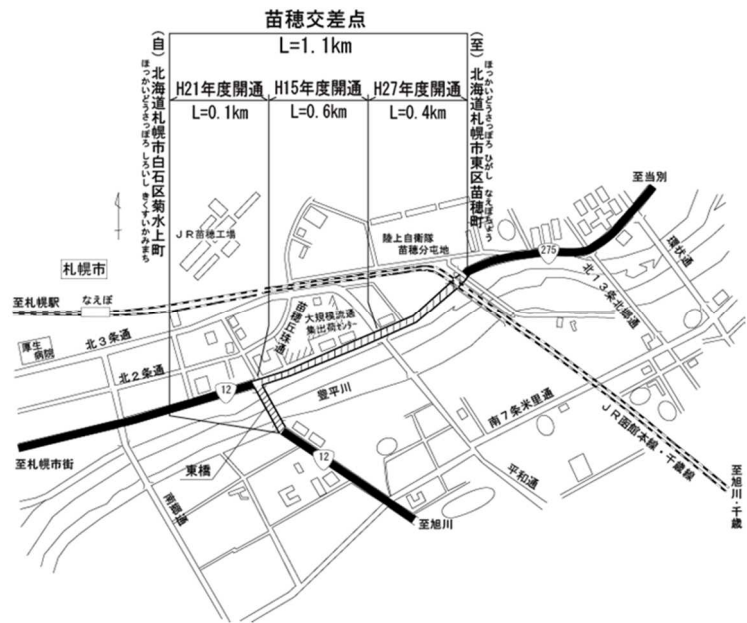 苗穂交差点
L=1.1km
(自)北海道札幌市白石区菊水上町
ほっかいどうさっぽろ しろいし きくすいかみまち
(至)北海道札幌市東区苗穂町
ほっかいどうさっぽろ ひがし なえぼちょう
H21年度開通
H15年度開通
H27年度開通
L=0.1km
L=0.6km
L=0.4km
至当別
JR苗穂工場
陸上自衛隊
苗穂分屯地
275
環状通
札幌市
至札幌駅
なえぼ
北13条北郷通
苗穂丘珠通
大規模流通
集出荷センター
厚生
病院
北3条通
北2条通
12
豊平川
南7条米里通
JR函館本線・千歳線
至札幌市街
東橋
12
平和通
南郷通
至旭川
至旭川・千歳